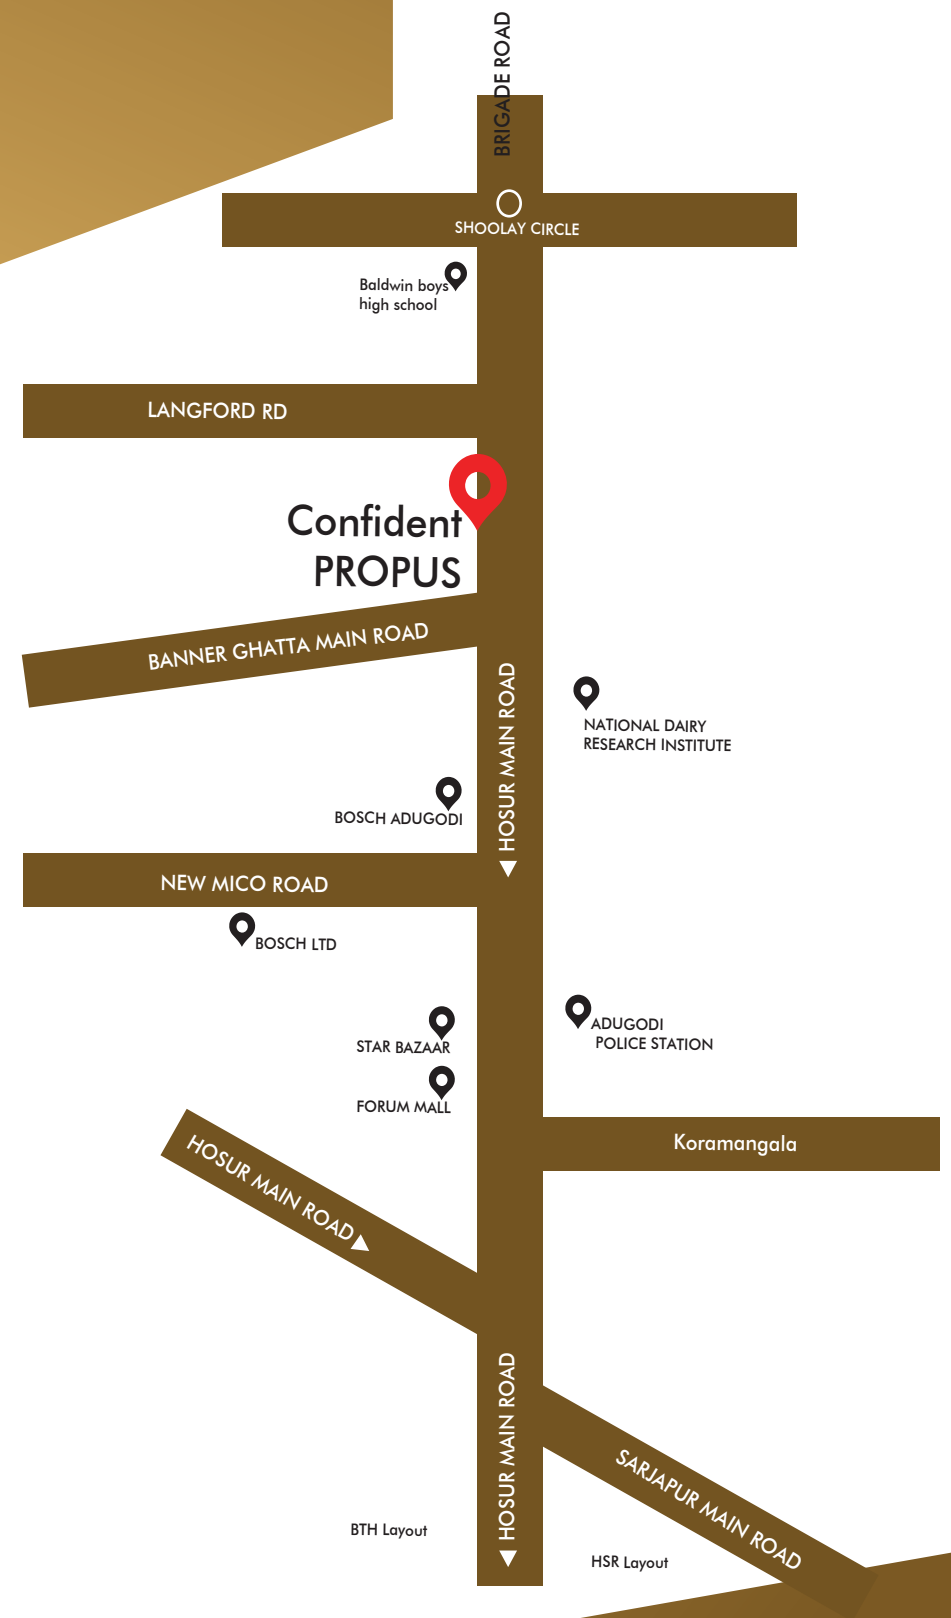 BRIGADE ROAD
SHOOLAY CIRCLE
Baldwin boys
high school
LANGFORD RD
Confident
PROPUS
BANNER GHATTA MAIN ROAD
HOSUR MAIN ROAD
NATIONAL DAIRY
RESEARCH INSTITUTE
BOSCH ADUGODI
NEW MICO ROAD
BOSCH LTD
ADUGODI
POLICE STATION
STAR BAZAAR
FORUM MALL
Koramangala
HOSUR MAIN ROAD
HOSUR MAIN ROAD
SARJAPUR MAIN ROAD
BTH Layout
HSR Layout